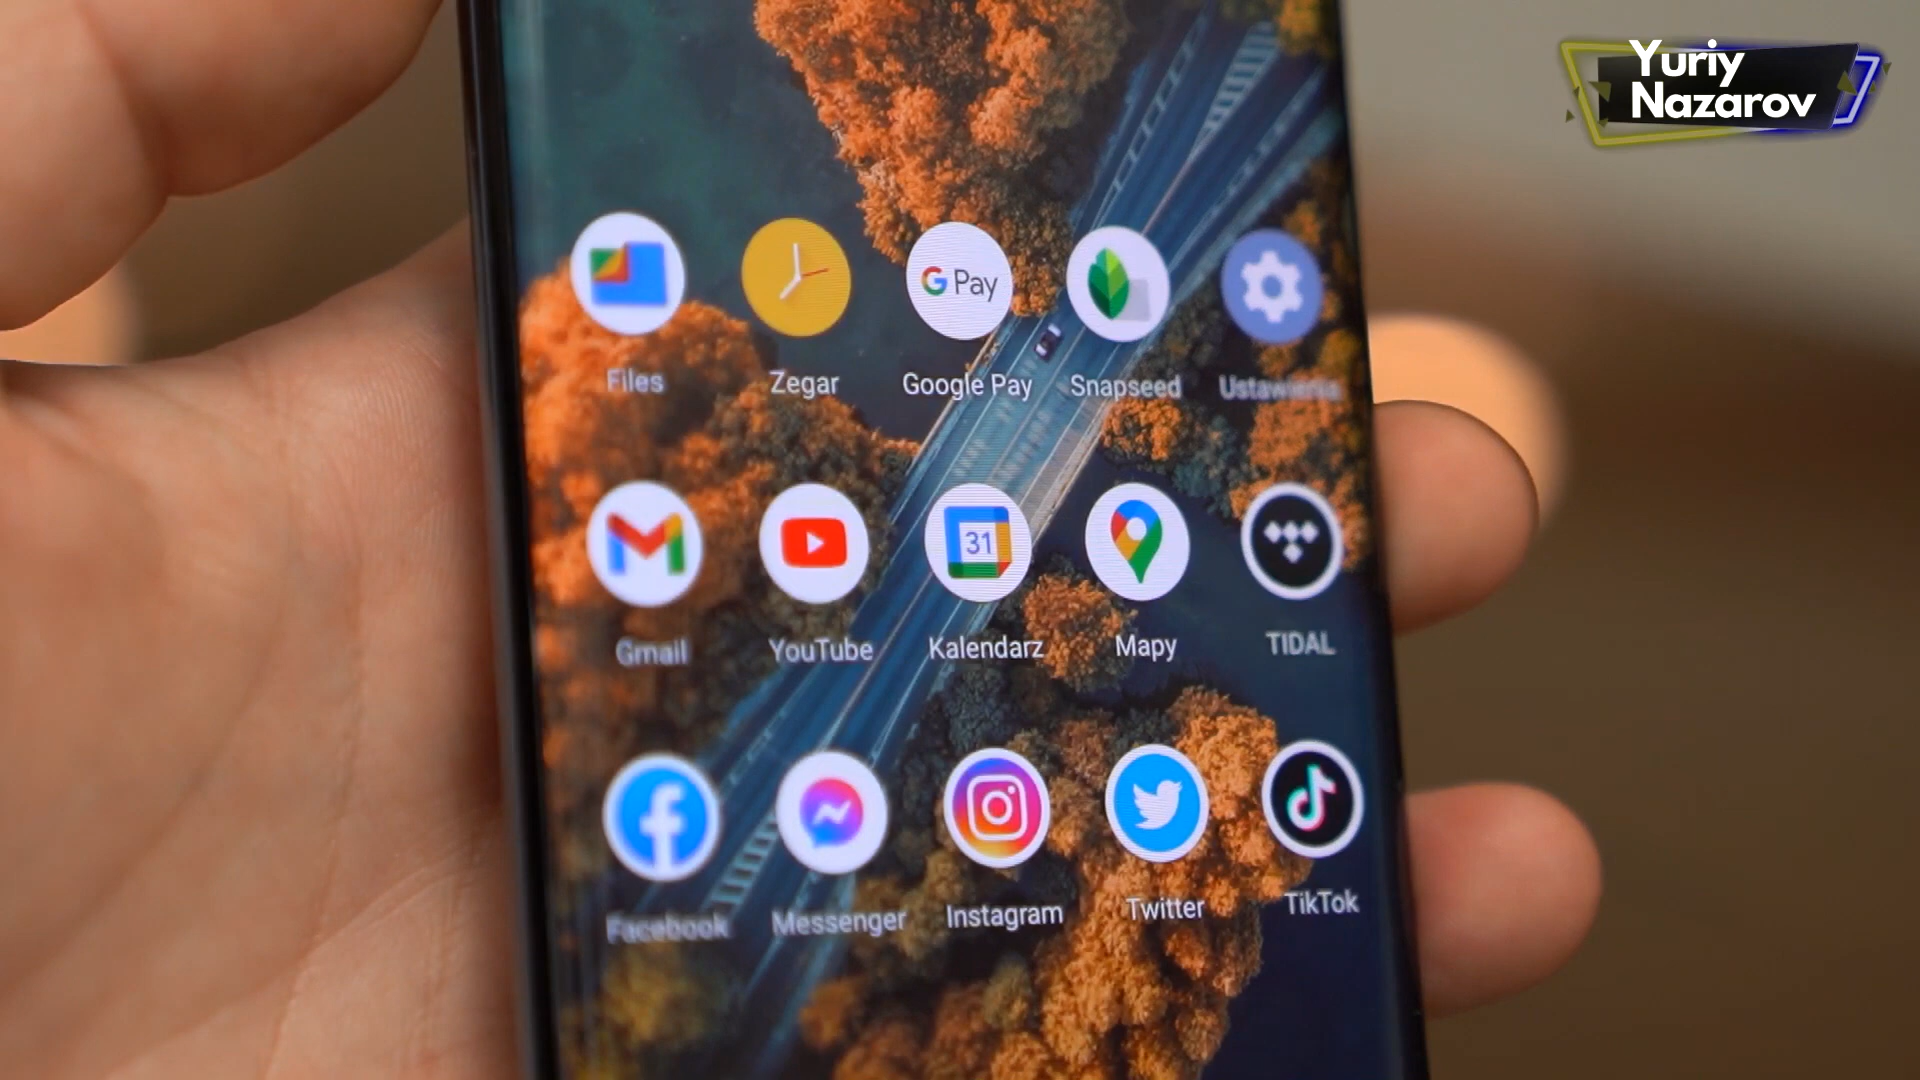 Yuriy
Nazarov
G Pay
Files
Zegar
Google Pay
Snapseed
Ustawienia
31
Gmail
YouTube
Kalendarz
Mapy
TIDAL
Facebook
Messenger
Instagram
Twitter
TikTok